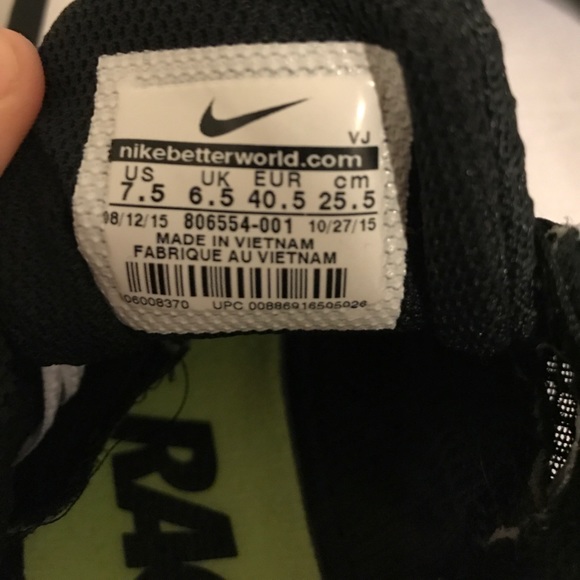 VJ
nikebetterworld.com
US UK EUR cm
7.5 6.5 40.5 25.5
08/12/15 806554-001 10/27/15
MADE IN VIETNAM
FABRIQUE AU VIETNAM
06008370 UPC
RAC